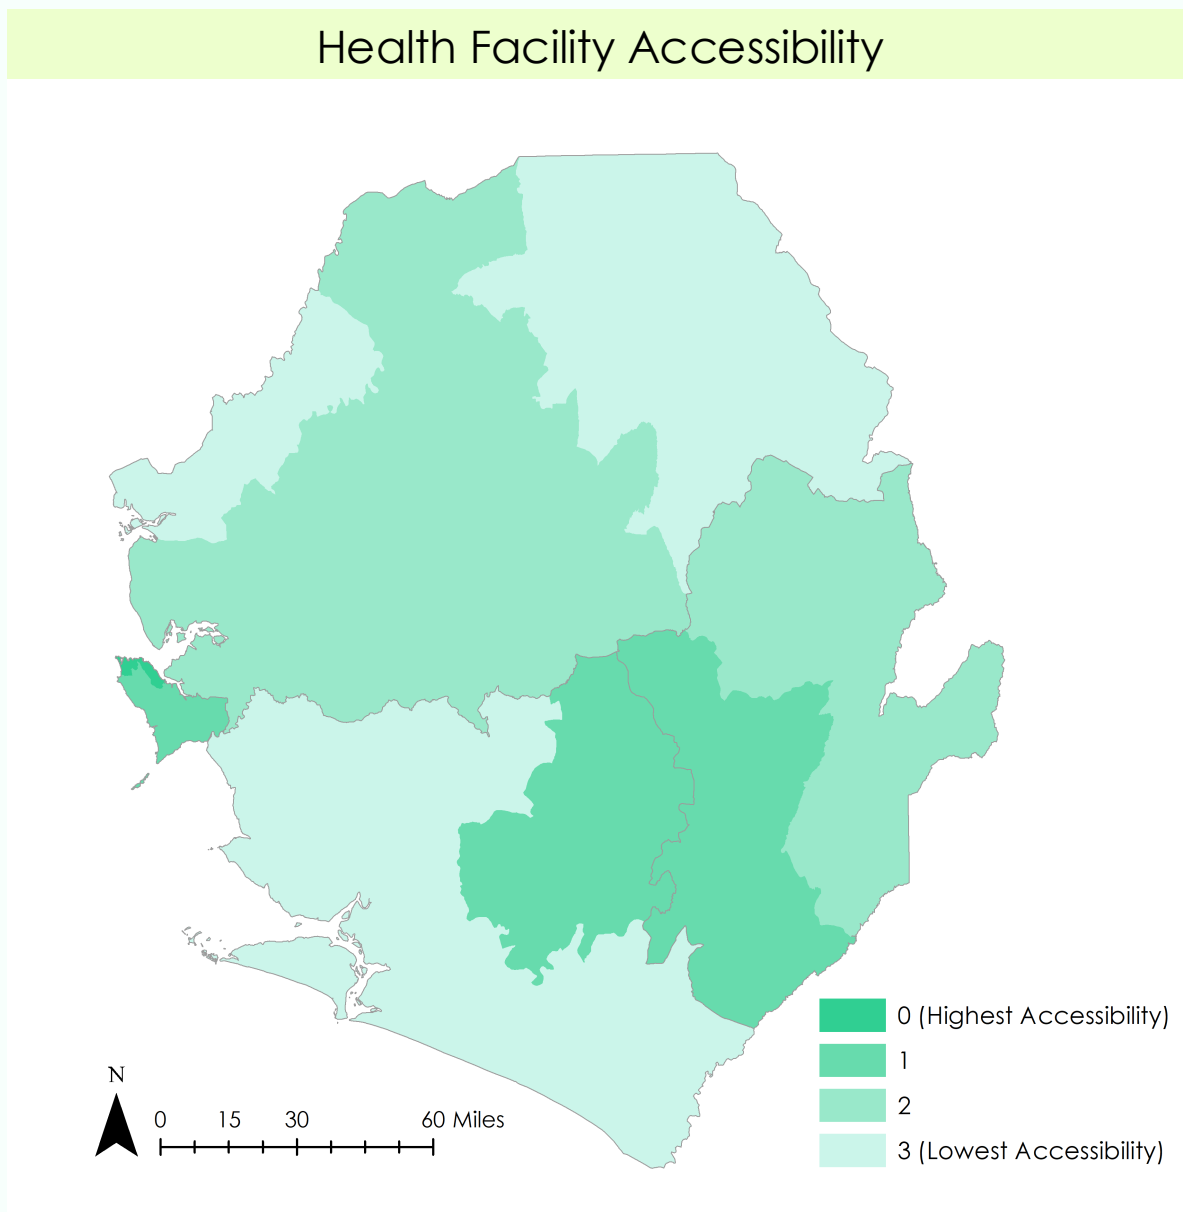 Health Facility Accessibility
0 (Highest Accessibility)
1
2
3 (Lowest Accessibility)
N
0 15 30 60 Miles